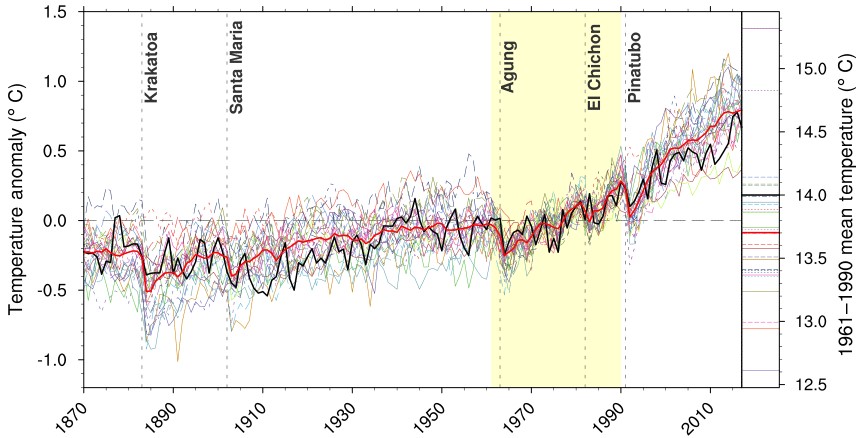 Temperature anomaly (° C)
1.5
1.0
0.5
0.0
-0.5
-1.0
Krakatoa
Santa Maria
Agung
El Chichon
Pinatubo
1870
1890
1910
1930
1950
1970
1990
2010
15.0
14.5
14.0
13.5
13.0
12.5
1961−1990 mean temperature (° C)